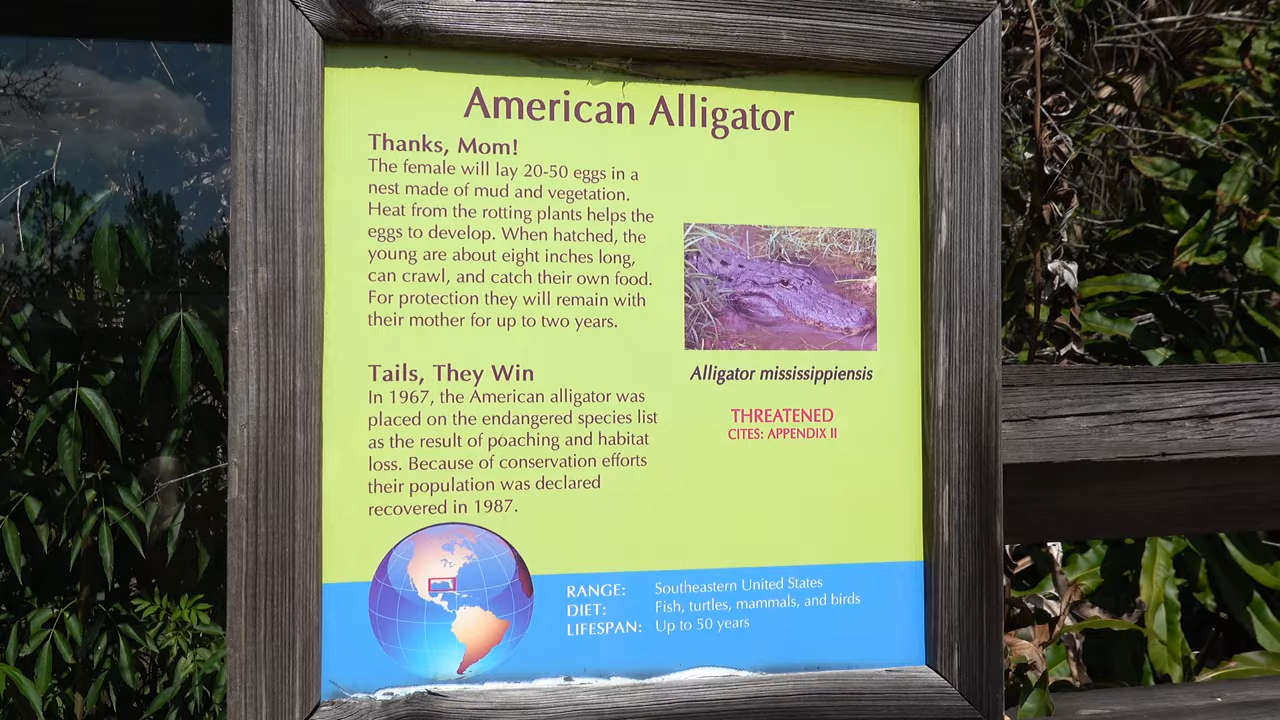 American Alligator
Thanks, Mom!
The female will lay 20-50 eggs in a
nest made of mud and vegetation.
Heat from the rotting plants helps the
eggs to develop. When hatched, the
young are about eight inches long,
can crawl, and catch their own food.
For protection they will remain with
their mother for up to two years.
Tails, They Win
In 1967, the American alligator was
placed on the endangered species list
as the result of poaching and habitat
loss. Because of conservation efforts
their population was declared
recovered in 1987.
Alligator mississippiensis
THREATENED
CITES: APPENDIX II
RANGE: Southeastern United States
DIET: Fish, turtles, mammals, and birds
LIFESPAN: Up to 50 years